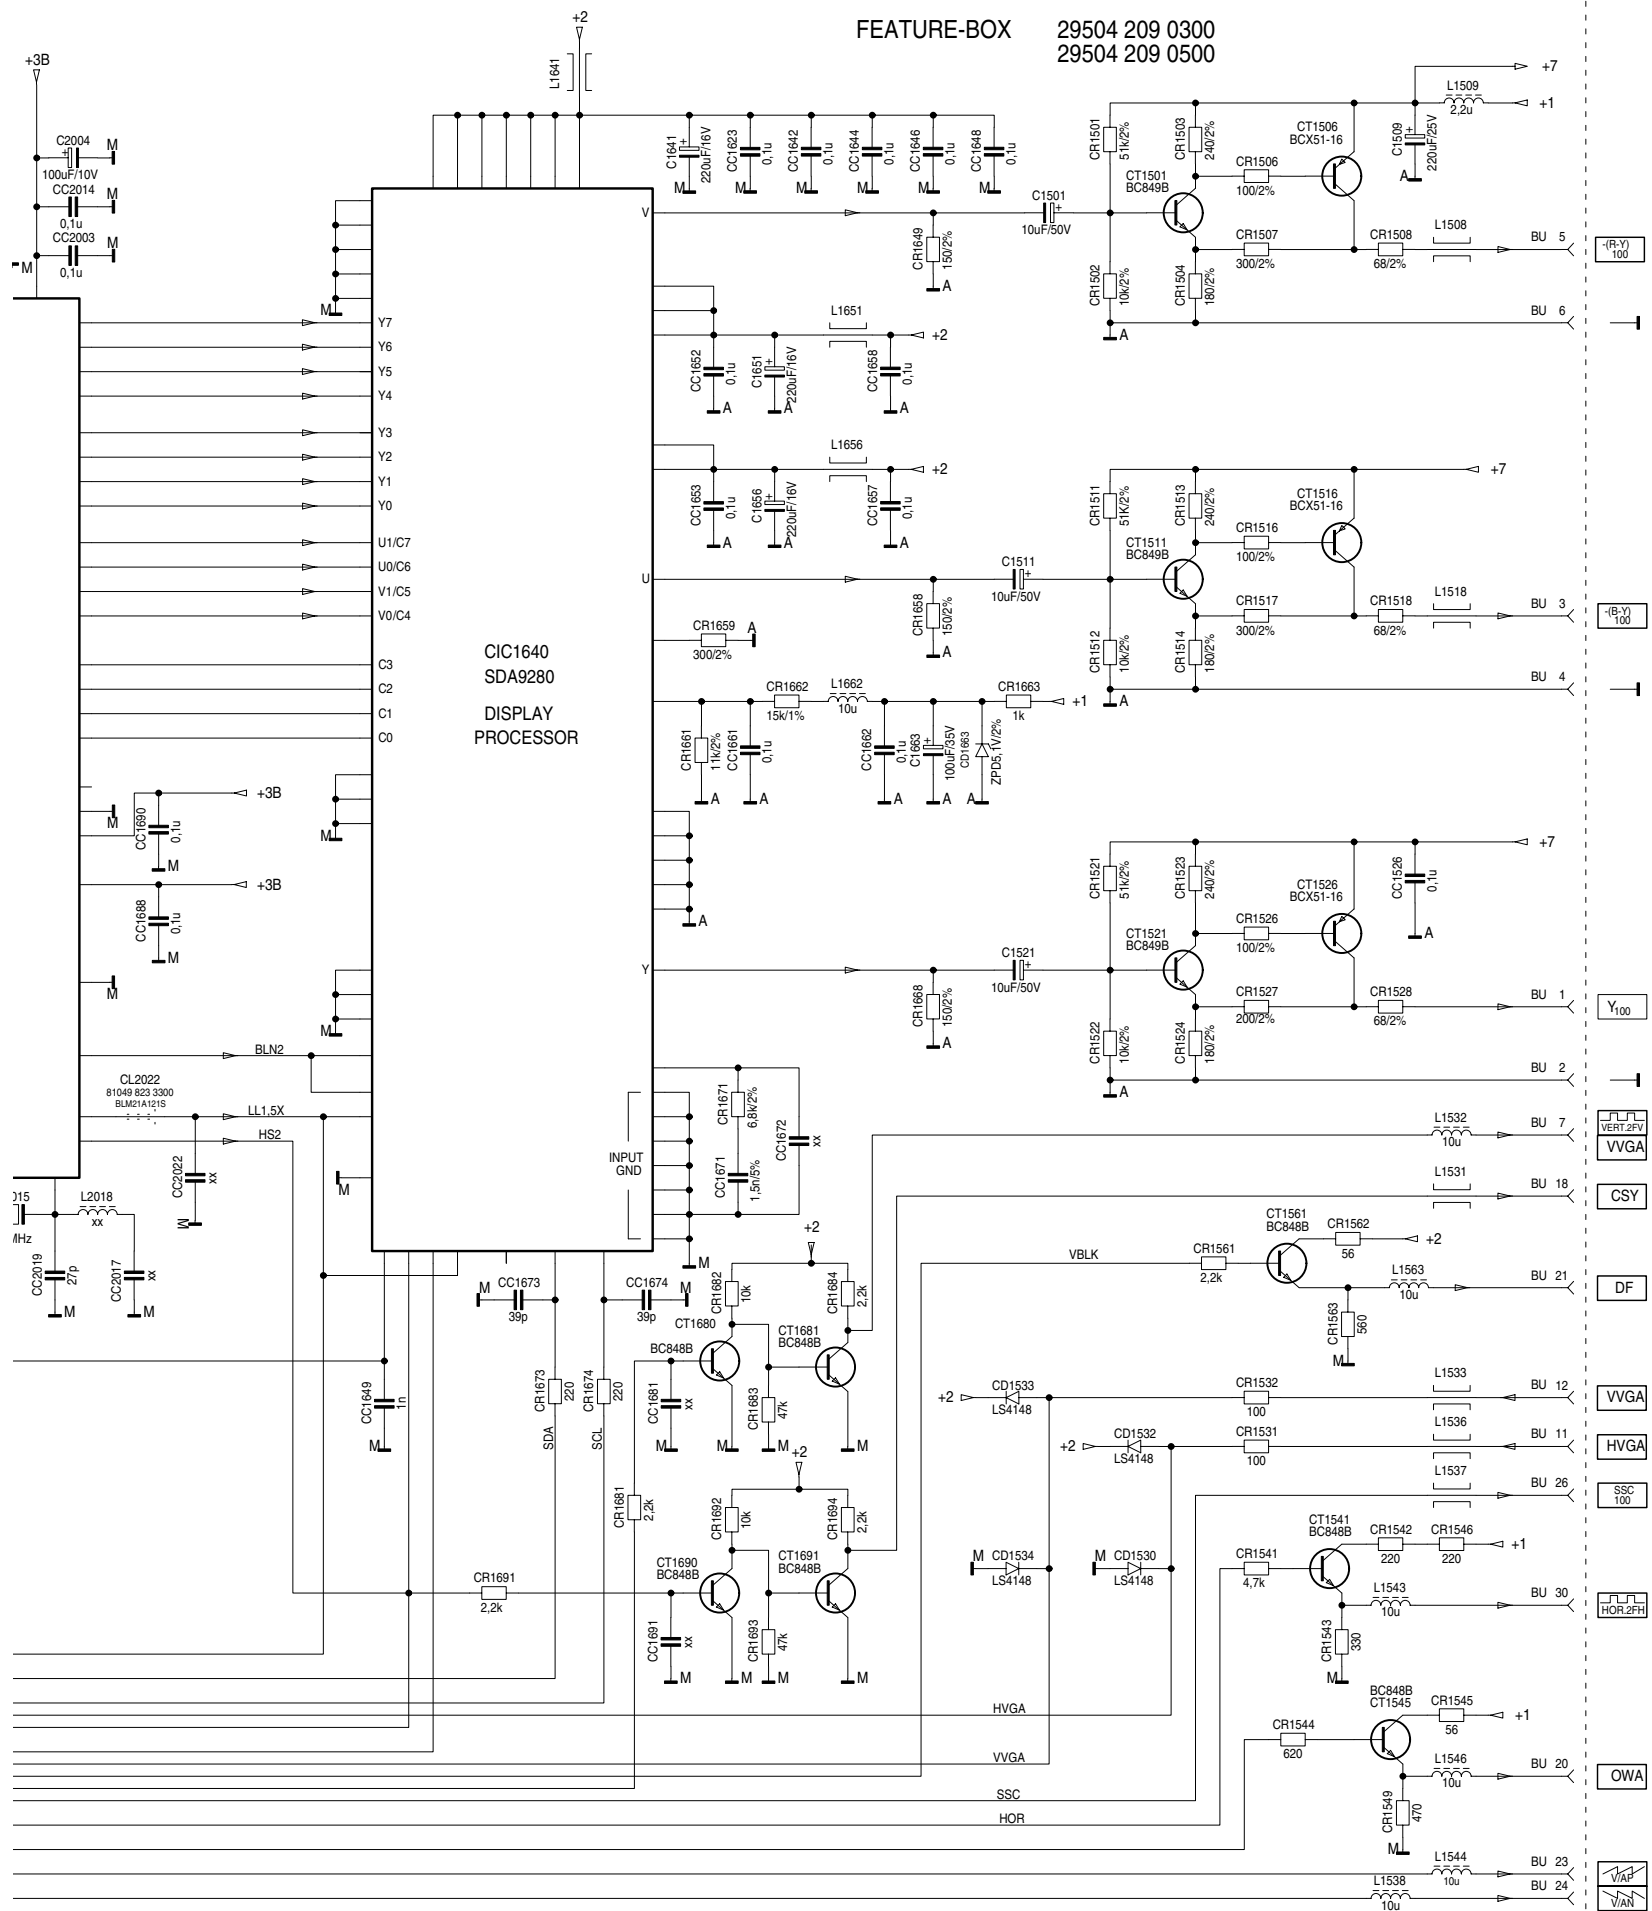 FEATURE-BOX 29504 209 0300
29504 209 0500
+2
+3B
L1641
+7
L1509
2,2u
+1
C2004
+
100uF/10V
M
CC2014
0,1u
M
CC2003
0,1u
M
M
C1641
+
220uF/16V
M
CC1623
0,1u
M
CC1642
0,1u
M
CC1644
0,1u
M
CC1646
0,1u
M
CC1648
0,1u
M
CR1501
51k/2%
CR1503
240/2%
CT1506
BCX51-16
C1509
+
220uF/25V
A
CT1501
BC849B
CR1506
100/2%
V
C1501
+
10uF/50V
CR1649
150/2%
A
CR1507
300/2%
CR1508
68/2%
L1508
BU 5
-(R-Y)
100
CR1502
10k/2%
CR1504
180/2%
A
BU 6
M
Y7
Y6
Y5
Y4
Y3
Y2
Y1
Y0
U1/C7
U0/C6
V1/C5
V0/C4
C3
C2
C1
C0
L1651
+2
CC1652
0,1u
A
C1651
+
220uF/16V
A
CC1658
0,1u
A
L1656
+2
CC1653
0,1u
A
C1656
+
220uF/16V
A
CC1657
0,1u
A
+7
CR1511
51K/2%
CR1513
240/2%
CT1516
BCX51-16
CT1511
BC849B
CR1516
100/2%
U
C1511
+
10uF/50V
CR1658
150/2%
A
CR1517
300/2%
CR1518
68/2%
L1518
BU 3
-(B-Y)
100
CR1512
10k/2%
CR1514
180/2%
A
BU 4
CR1659
300/2%
A
CIC1640
SDA9280
DISPLAY
PROCESSOR
CR1662
15k/1%
L1662
10u
CR1663
1k
+1
CR1661
11k/2%
A
CC1661
0,1u
A
CC1662
0,1u
A
C1663
+
100uF/35V
A
CD1663
ZPD5,1V/2%
A
+3B
M
CC1690
0,1u
M
M
+3B
CC1688
0,1u
M
M
A
+7
CR1521
51k/2%
CR1523
240/2%
CT1526
BCX51-16
CC1526
0,1u
A
CT1521
BC849B
CR1526
100/2%
Y
C1521
+
10uF/50V
CR1668
150/2%
A
CR1527
200/2%
CR1528
68/2%
BU 1
Y100
CR1522
10k/2%
CR1524
180/2%
A
BU 2
M
BLN2
CL2022
81049 823 3300
BLM21A121S
LL1,5X
HS2
CC2022
xx
M
M
INPUT
GND
CR1671
6,8k/2%
CC1671
1,5n/5%
CC1672
xx
M
L1532
10u
BU 7
VERT.2FV
VVGA
L1531
BU 18
CSY
015
MHz
L2018
xx
CC2019
27p
M
CC2017
xx
M
M
CC1673
39p
CC1674
39p
M
+2
CR1682
10k
CR1684
2,2k
CT1680
BC848B
CT1681
BC848B
VBLK
CR1561
2,2k
CT1561
BC848B
CR1562
56
+2
L1563
10u
BU 21
DF
CR1563
560
M
CC1649
1n
M
CR1673
220
SDA
CR1674
220
SCL
CC1681
xx
M
M
CR1683
47k
M
M
+2
CD1533
LS4148
CR1532
100
L1533
BU 12
VVGA
+2
CD1532
LS4148
CR1531
100
L1536
BU 11
HVGA
L1537
BU 26
SSC
100
+2
CR1681
2,2k
CR1692
10k
CR1694
2,2k
CT1690
BC848B
CT1691
BC848B
CR1691
2,2k
CC1691
xx
M
M
CR1693
47k
M
M
M
CD1534
LS4148
M
CD1530
LS4148
CR1541
4,7k
CT1541
BC848B
CR1542
220
CR1546
220
+1
L1543
10u
BU 30
HOR.2FH
CR1543
330
M
HVGA
VVGA
SSC
HOR
BC848B
CT1545
CR1545
56
+1
CR1544
620
L1546
10u
BU 20
OWA
CR1549
470
M
L1544
10u
BU 23
V/AP
L1538
10u
BU 24
V/AN